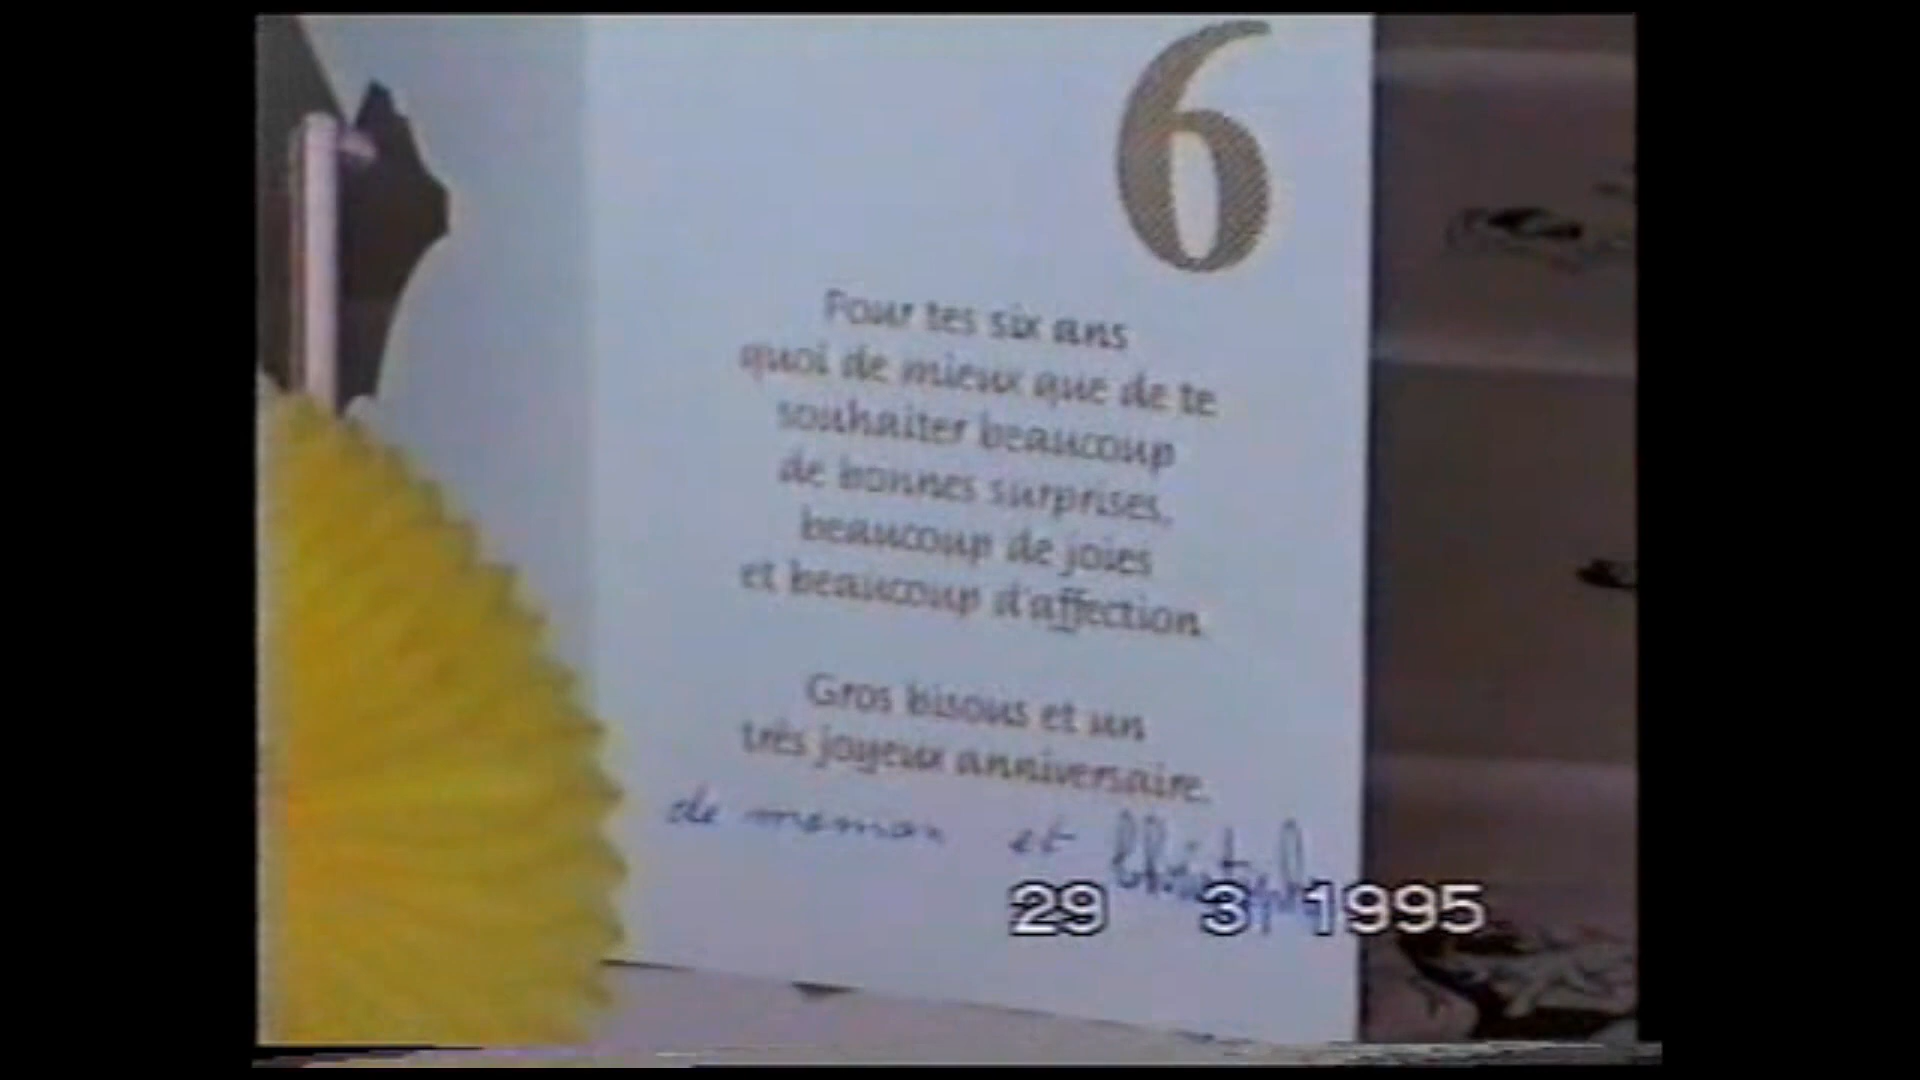 6
Pour tes six ans
quoi de mieux que de te
souhaiter beaucoup
de bonnes surprises,
beaucoup de joies
et beaucoup d'affection.
Gros bisous et un
très joyeux anniversaire.
de maman et Christophe
29 3 1995